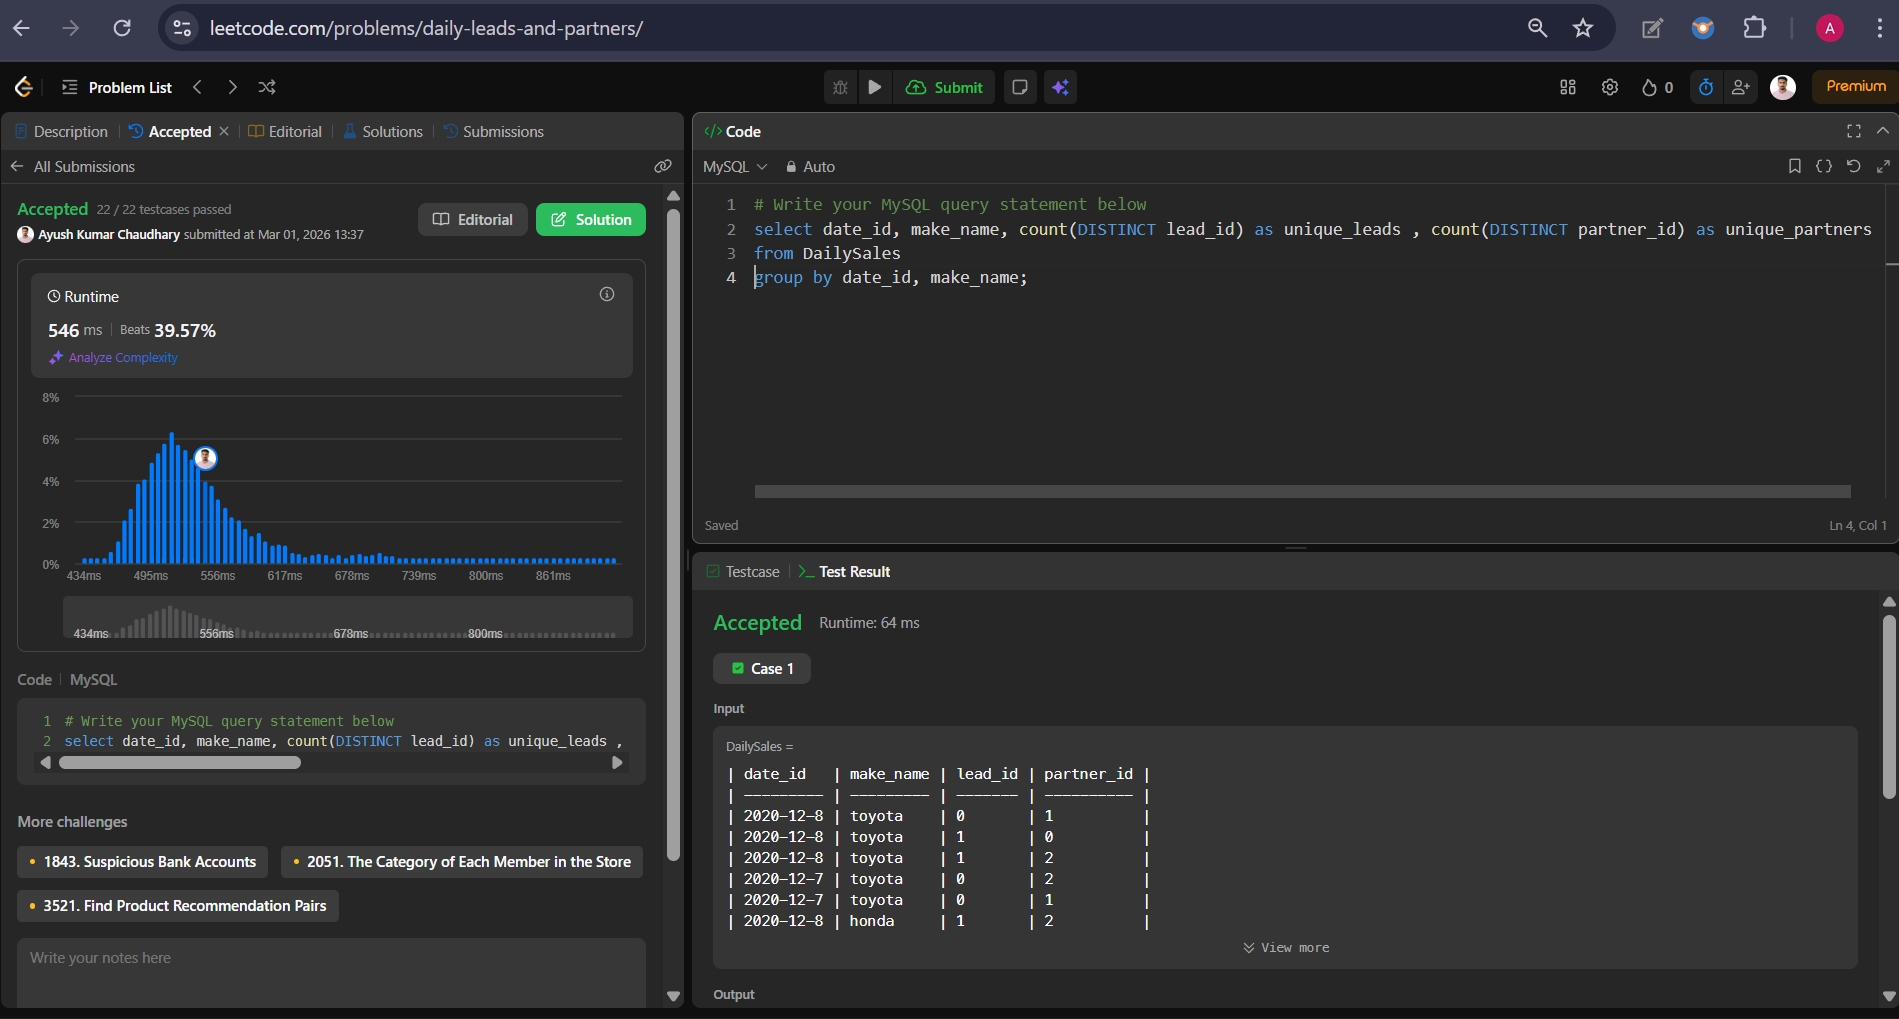 leetcode.com/problems/daily-leads-and-partners/
A
Problem List
Submit
0
Premium
Description
Accepted
Editorial
Solutions
Submissions
All Submissions
Accepted 22 / 22 testcases passed
Ayush Kumar Chaudhary submitted at Mar 01, 2026 13:37
Editorial
Solution
Runtime
546 ms Beats 39.57%
Analyze Complexity
8%
6%
4%
2%
0%
434ms 495ms 556ms 617ms 678ms 739ms 800ms 861ms
434ms 556ms 678ms 800ms
Code MySQL
1 # Write your MySQL query statement below
2 select date_id, make_name, count(DISTINCT lead_id) as unique_leads ,
More challenges
1843. Suspicious Bank Accounts
2051. The Category of Each Member in the Store
3521. Find Product Recommendation Pairs
Write your notes here
</> Code
MySQL Auto
1 # Write your MySQL query statement below
2 select date_id, make_name, count(DISTINCT lead_id) as unique_leads , count(DISTINCT partner_id) as unique_partners
3 from DailySales
4 group by date_id, make_name;
Saved
Ln 4, Col 1
Testcase
Test Result
Accepted Runtime: 64 ms
Case 1
Input
DailySales =
| date_id | make_name | lead_id | partner_id |
| --------- | --------- | ------- | ---------- |
| 2020-12-8 | toyota | 0 | 1 |
| 2020-12-8 | toyota | 1 | 0 |
| 2020-12-8 | toyota | 1 | 2 |
| 2020-12-7 | toyota | 0 | 2 |
| 2020-12-7 | toyota | 0 | 1 |
| 2020-12-8 | honda | 1 | 2 |
View more
Output